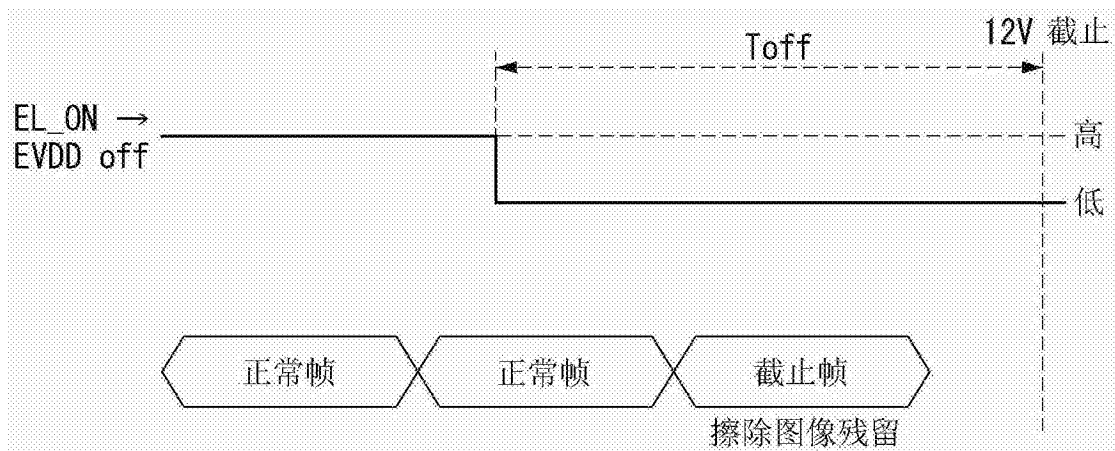 12V 截止
Toff
EL_ON →
EVDD off
高
低
正常帧
正常帧
截止帧
擦除图像残留